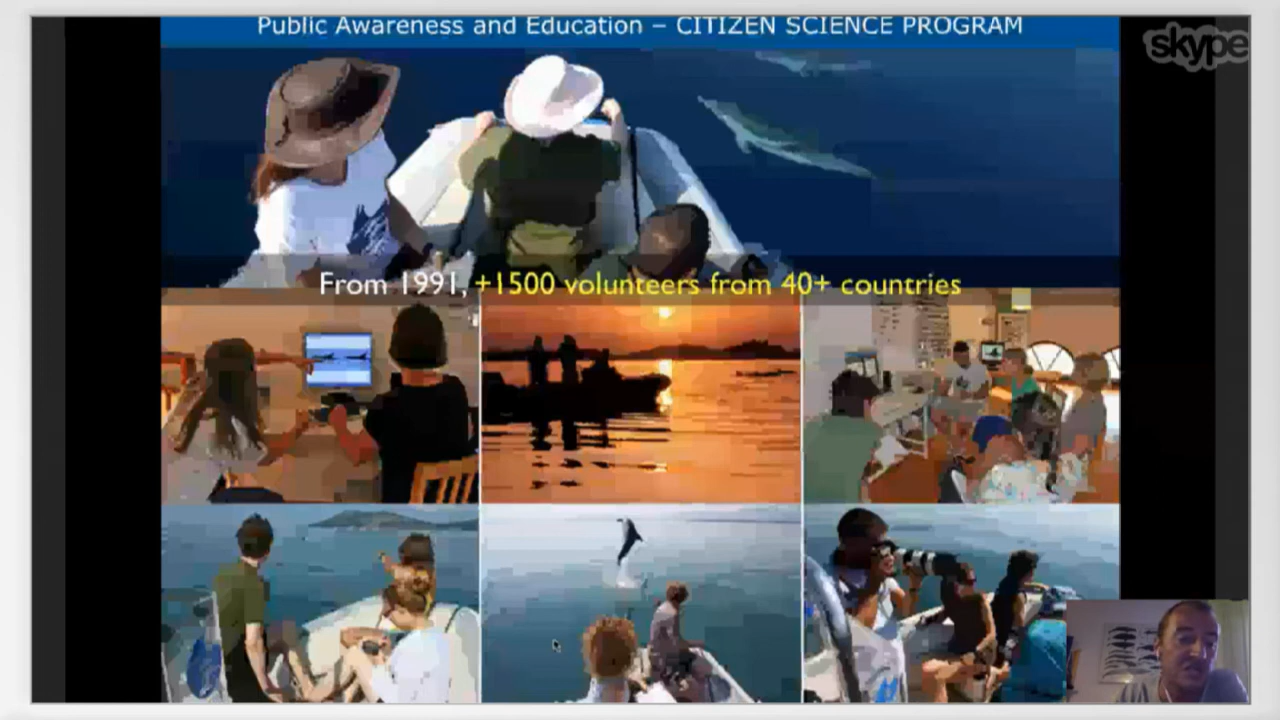 Public Awareness and Education – CITIZEN SCIENCE PROGRAM
skype
From 1991, +1500 volunteers from 40+ countries